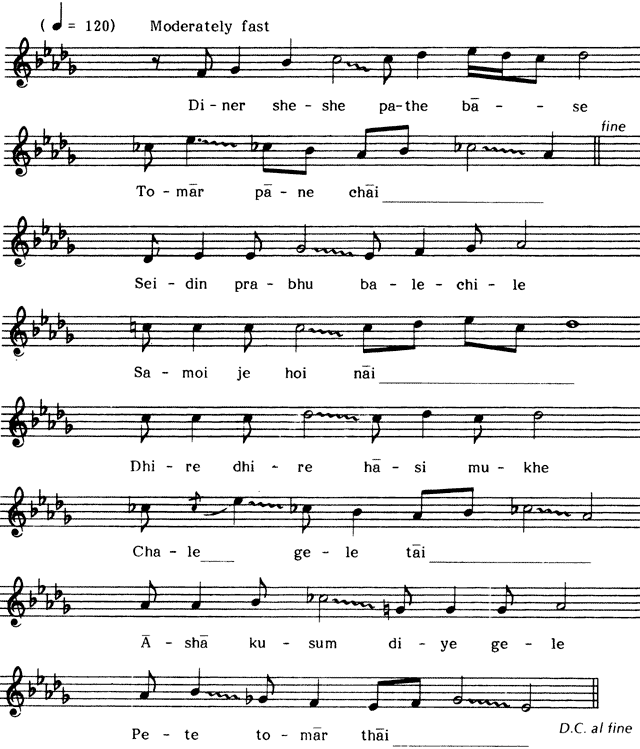 ( ♩ = 120) Moderately fast
Di-ner she-she pa-the bā - - se
fine
To-mār pā-ne chāi
Sei-din pra-bhu ba-le-chi-le
Sa-moi je hoi nāi
Dhi-re dhi-re hā-si mu-khe
Cha-le ge-le tāi
Ā-shā ku-sum di-ye ge-le
Pe-te to-mār thāi
D.C. al fine